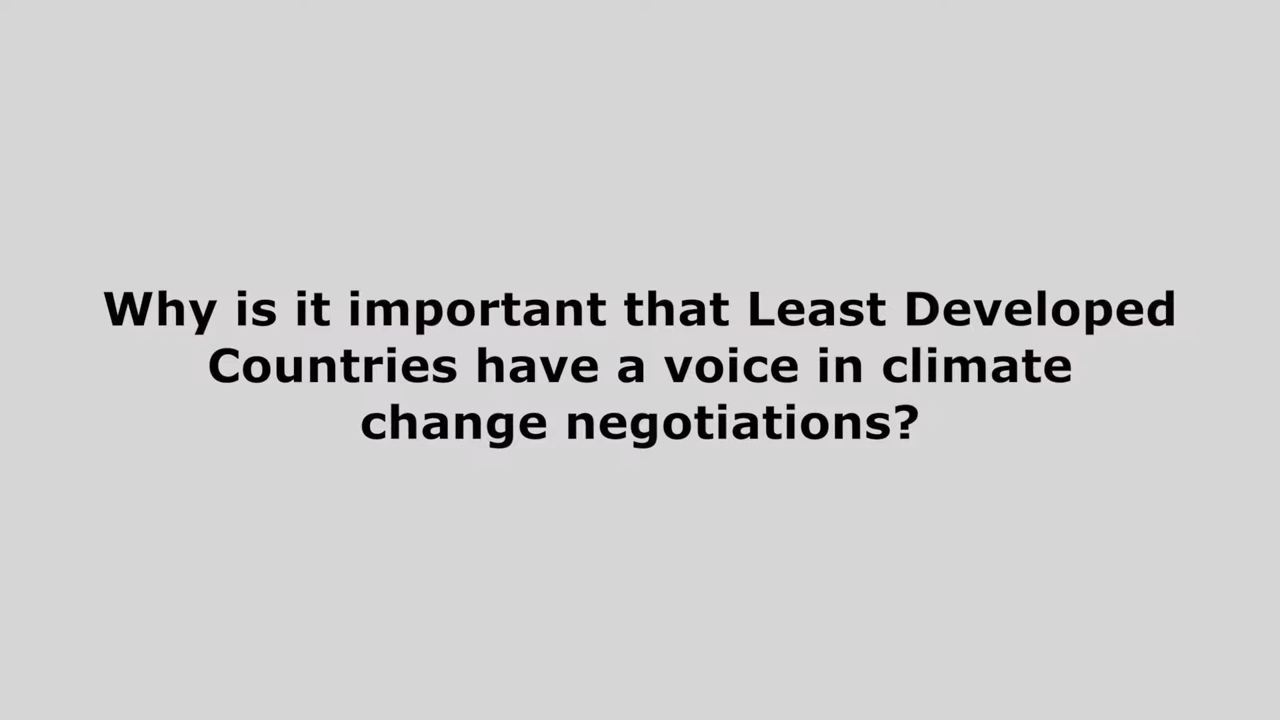 Why is it important that Least Developed
Countries have a voice in climate
change negotiations?